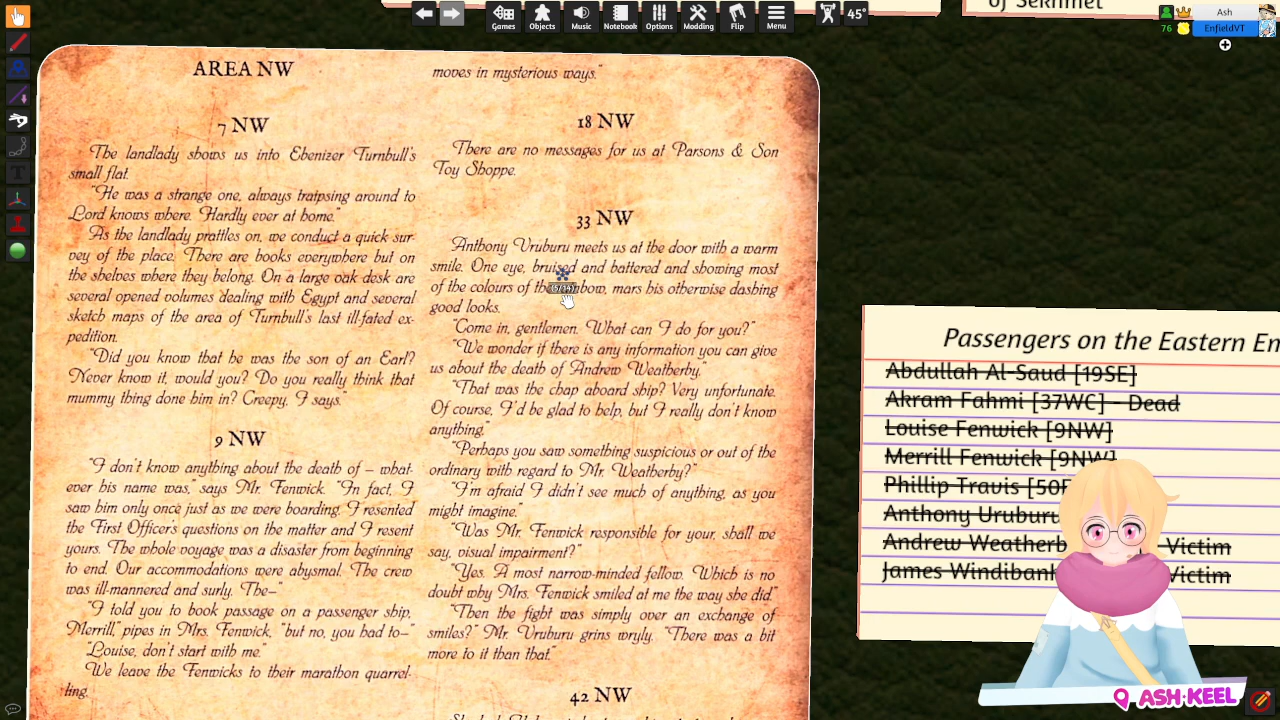 of Sekhmet
Games
Objects
Music
Notebook
Options
Modding
Flip
Menu
45°
Ash
76
EnfieldVT
AREA NW
7 NW
The landlady shows us into Ebenizer Turnbull's
small flat.
"He was a strange one, always traipsing around to
Lord knows where. Hardly ever at home."
As the landlady prattles on, we conduct a quick sur-
vey of the place. There are books everywhere but on
the shelves where they belong. On a large oak desk are
several opened volumes dealing with Egypt and several
sketch maps of the area of Turnbull's last ill-fated ex-
pedition.
"Did you know that he was the son of an Earl?
Never know it, would you? Do you really think that
mummy thing done him in? Creepy, I says."
9 NW
"I don't know anything about the death of – what-
ever his name was," says Mr. Fenwick. "In fact, I
saw him only once just as we were boarding. I resented
the First Officer's questions on the matter and I resent
yours. The whole voyage was a disaster from beginning
to end. Our accommodations were abysmal. The crew
was ill-mannered and surly. The–"
"I told you to book passage on a passenger ship,
Merrill," pipes in Mrs. Fenwick, "but no, you had to–"
"Louise, don't start with me."
We leave the Fenwicks to their marathon quarrel-
ling.
moves in mysterious ways."
18 NW
There are no messages for us at Parsons & Son
Toy Shoppe.
33 NW
Anthony Uruburu meets us at the door with a warm
smile. One eye, bruised and battered and showing most
of the colours of the rainbow, mars his otherwise dashing
good looks.
"Come in, gentlemen. What can I do for you?"
"We wonder if there is any information you can give
us about the death of Andrew Weatherby."
"That was the chap aboard ship? Very unfortunate.
Of course, I'd be glad to help, but I really don't know
anything."
"Perhaps you saw something suspicious or out of the
ordinary with regard to Mr. Weatherby?"
"I'm afraid I didn't see much of anything, as you
might imagine."
"Was Mr. Fenwick responsible for your, shall we
say, visual impairment?"
"Yes. A most narrow-minded fellow. Which is no
doubt why Mrs. Fenwick smiled at me the way she did."
"Then the fight was simply over an exchange of
smiles?" Mr. Uruburu grins wryly. "There was a bit
more to it than that."
42 NW
Passengers on the Eastern Em
Abdullah Al-Saud [19SE]
Akram Fahmi [37WC] - Dead
Louise Fenwick [9NW]
Merrill Fenwick [9NW]
Phillip Travis [50E
Anthony Uruburu
Andrew Weatherb Victim
James Windibank Victim
ASH·KEEL